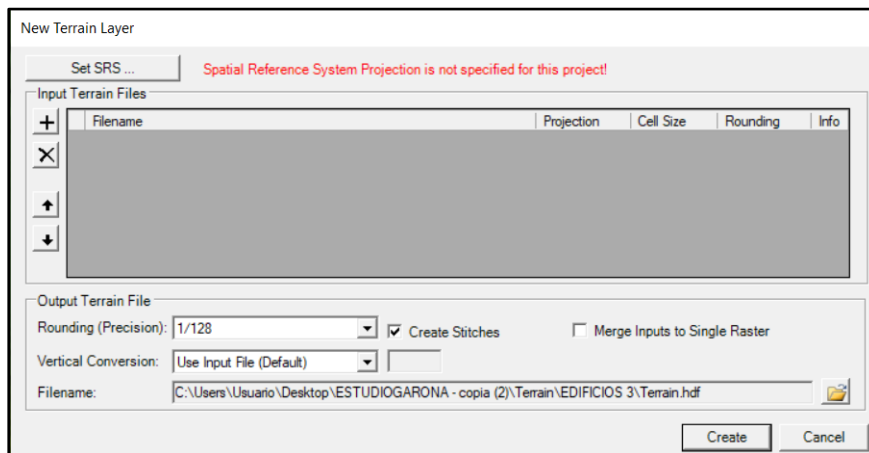 New Terrain Layer
Set SRS ... Spatial Reference System Projection is not specified for this project!
Input Terrain Files
Filename Projection Cell Size Rounding Info
Output Terrain File
Rounding (Precision): 1/128 Create Stitches Merge Inputs to Single Raster
Vertical Conversion: Use Input File (Default)
Filename: C:\Users\Usuario\Desktop\ESTUDIOGARONA - copia (2)\Terrain\EDIFICIOS 3\Terrain.hdf
Create Cancel